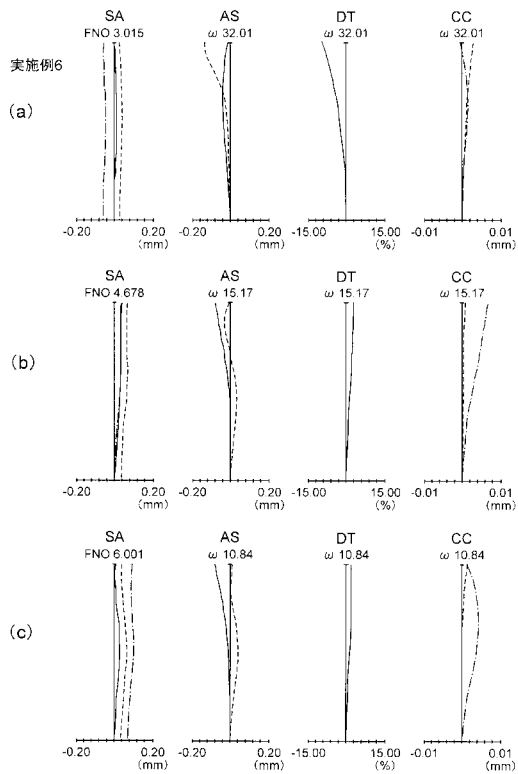 実施例6
(a)
SA
FNO 3.015
AS
ω 32.01
DT
ω 32.01
CC
ω 32.01
-0.20 0.20
(mm)
-0.20 0.20
(mm)
-15.00 15.00
(%)
-0.01 0.01
(mm)
(b)
SA
FNO 4.678
AS
ω 15.17
DT
ω 15.17
CC
ω 15.17
-0.20 0.20
(mm)
-0.20 0.20
(mm)
-15.00 15.00
(%)
-0.01 0.01
(mm)
(c)
SA
FNO 6.001
AS
ω 10.84
DT
ω 10.84
CC
ω 10.84
-0.20 0.20
(mm)
-0.20 0.20
(mm)
-15.00 15.00
(%)
-0.01 0.01
(mm)